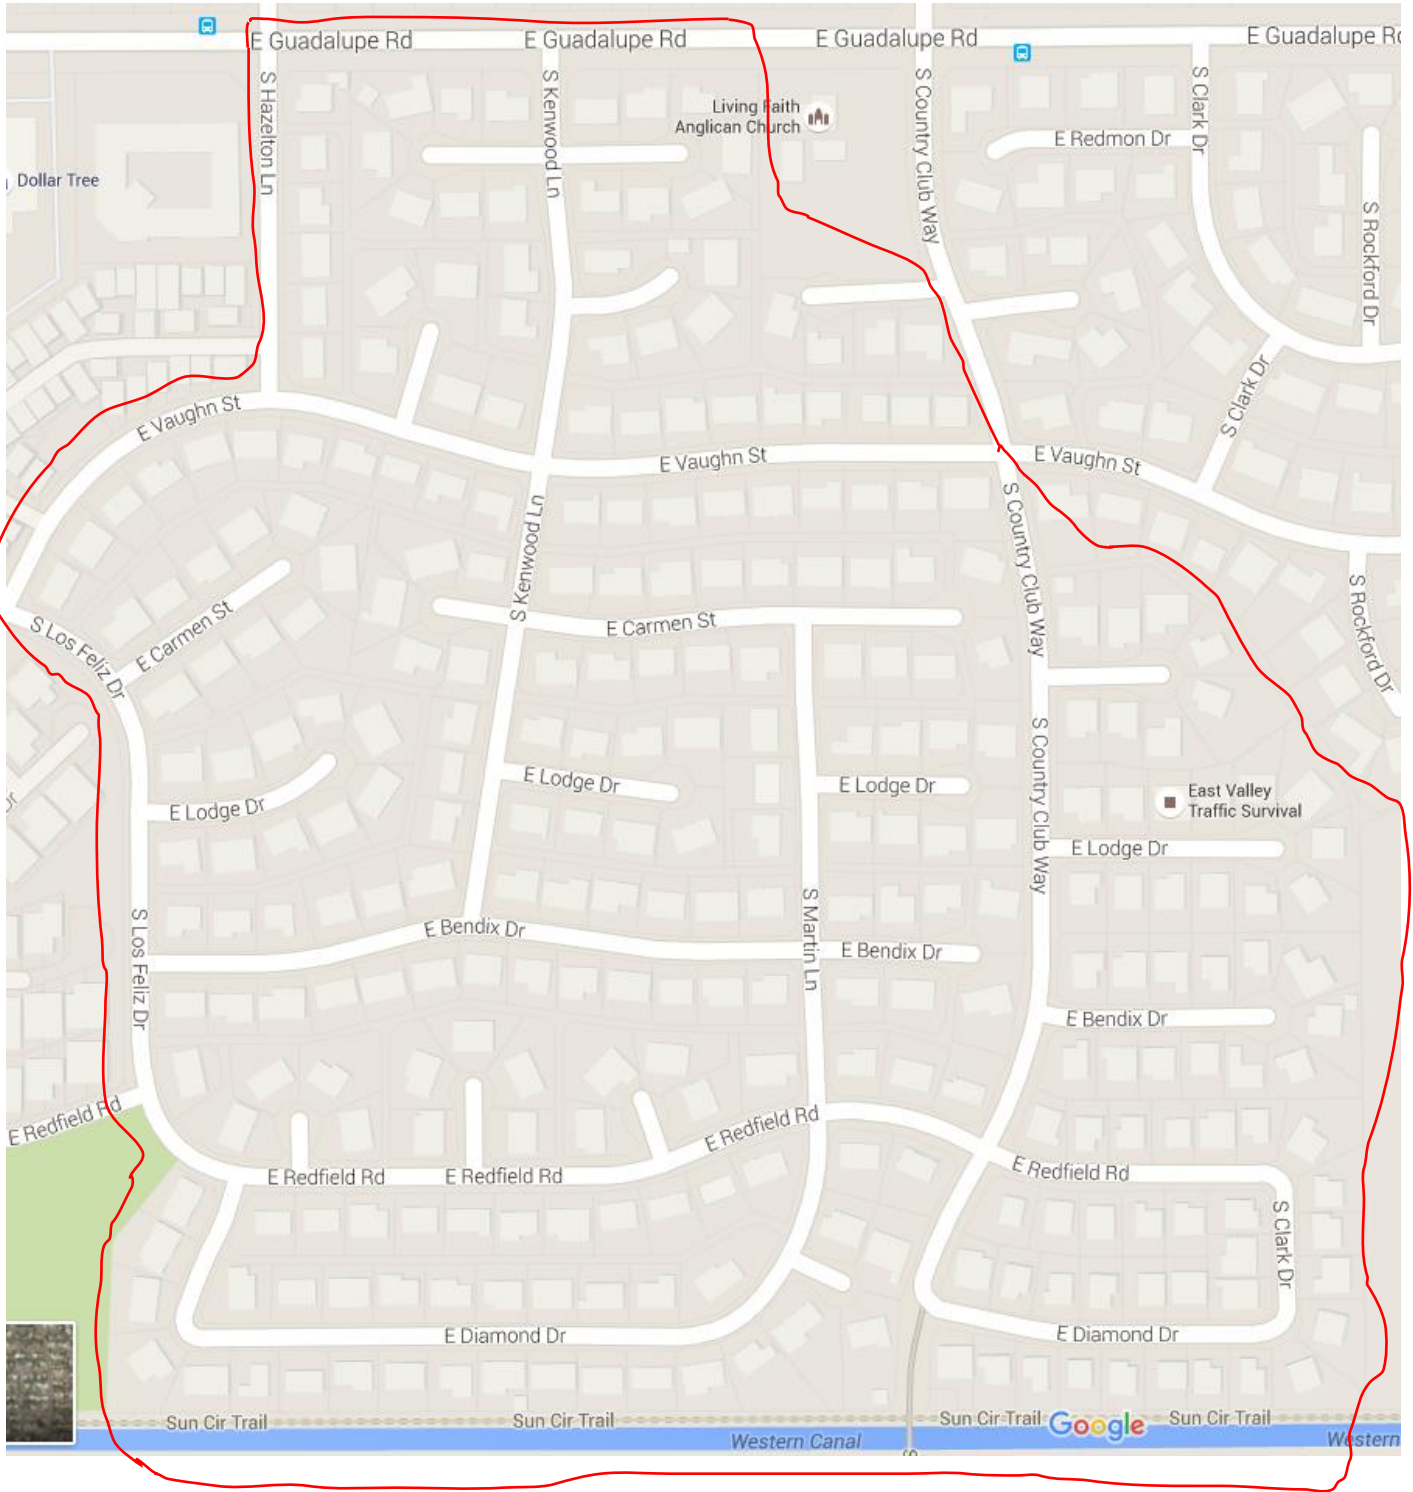 E Guadalupe Rd
E Guadalupe Rd
E Guadalupe Rd
E Guadalupe Rd
S Hazelton Ln
S Kenwood Ln
S Country Club Way
S Clark Dr
Living Faith
Anglican Church
E Redmon Dr
Dollar Tree
S Rockford Dr
S Clark Dr
E Vaughn St
E Vaughn St
E Vaughn St
S Kenwood Ln
S Country Club Way
S Rockford Dr
S Los Feliz Dr
E Carmen St
E Carmen St
E Lodge Dr
E Lodge Dr
E Lodge Dr
S Country Club Way
East Valley
Traffic Survival
E Lodge Dr
Dr
S Los Feliz Dr
E Bendix Dr
S Martin Ln
E Bendix Dr
E Bendix Dr
E Redfield Rd
E Redfield Rd
E Redfield Rd
E Redfield Rd
E Redfield Rd
S Clark Dr
E Diamond Dr
E Diamond Dr
Sun Cir Trail
Sun Cir Trail
Sun Cir Trail
Google
Sun Cir Trail
Western Canal
Western